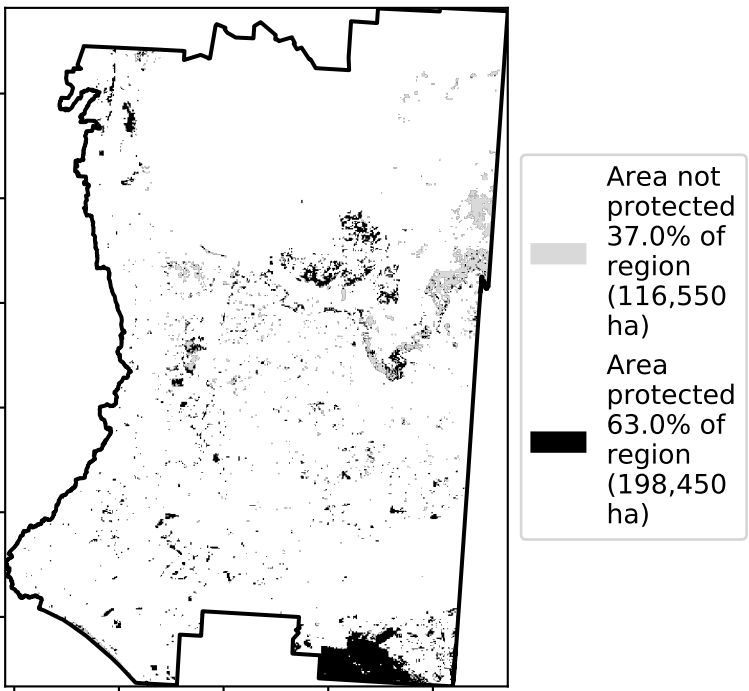 Area not
protected
37.0% of
region
(116,550
ha)
Area
protected
63.0% of
region
(198,450
ha)